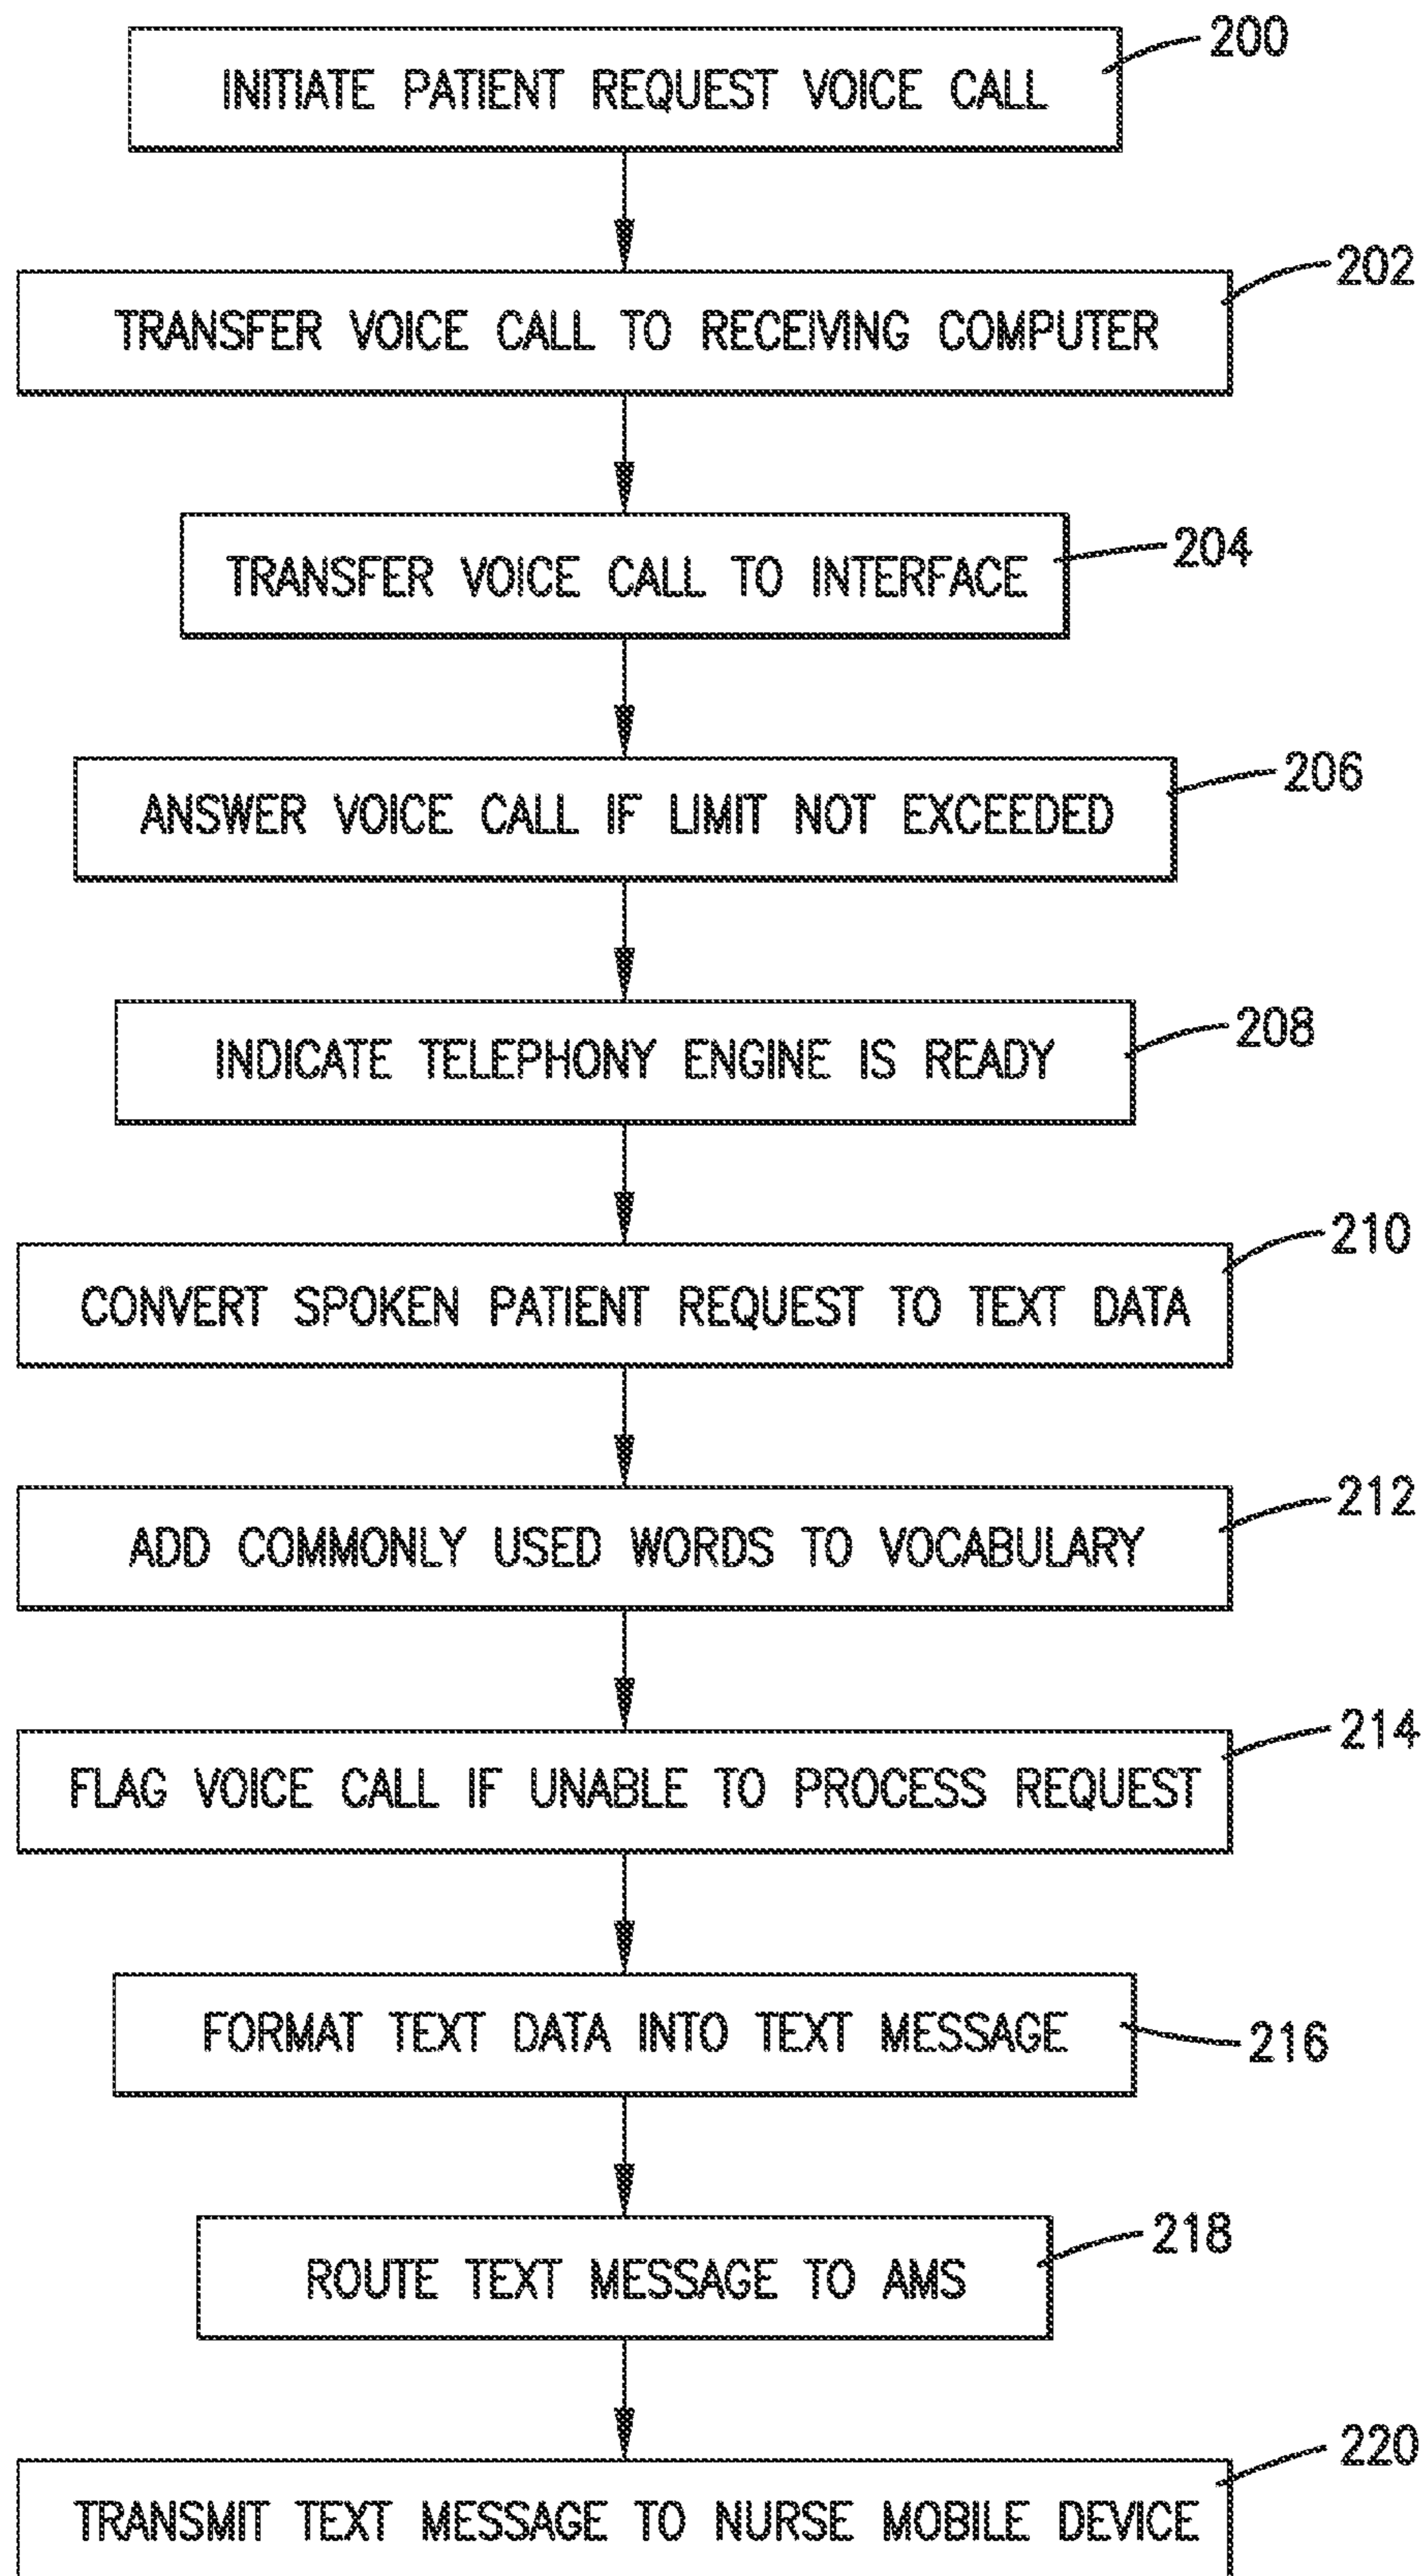 INITIATE PATIENT REQUEST VOICE CALL
200
TRANSFER VOICE CALL TO RECEIVING COMPUTER
202
TRANSFER VOICE CALL TO INTERFACE
204
ANSWER VOICE CALL IF LIMIT NOT EXCEEDED
206
INDICATE TELEPHONY ENGINE IS READY
208
CONVERT SPOKEN PATIENT REQUEST TO TEXT DATA
210
ADD COMMONLY USED WORDS TO VOCABULARY
212
FLAG VOICE CALL IF UNABLE TO PROCESS REQUEST
214
FORMAT TEXT DATA INTO TEXT MESSAGE
216
ROUTE TEXT MESSAGE TO AMS
218
TRANSMIT TEXT MESSAGE TO NURSE MOBILE DEVICE
220